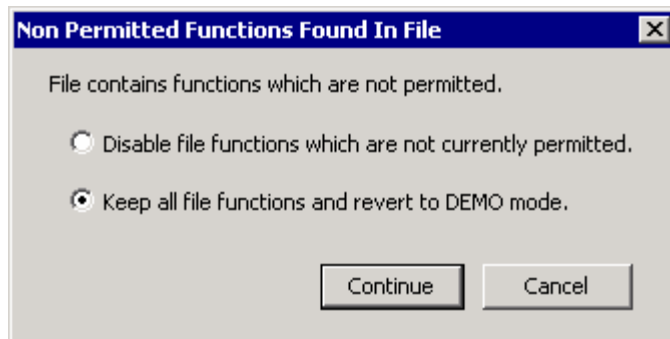 Non Permitted Functions Found In File
File contains functions which are not permitted.
Disable file functions which are not currently permitted.
Keep all file functions and revert to DEMO mode.
Continue Cancel